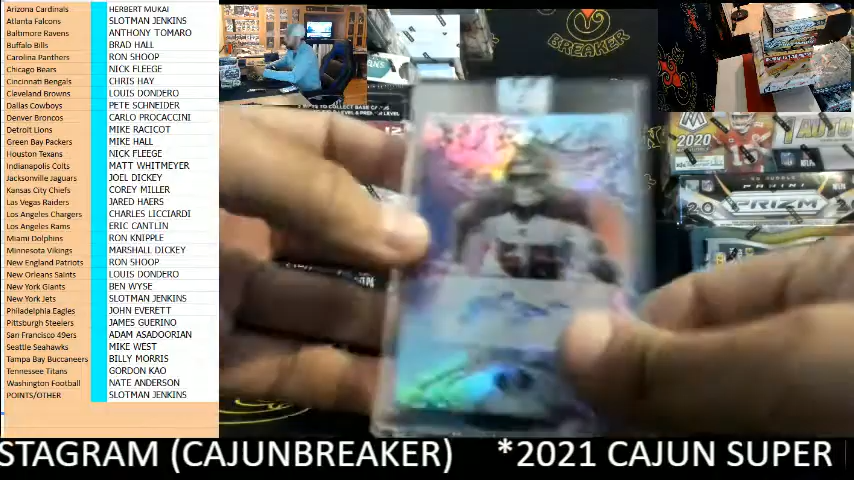 Arizona Cardinals HERBERT MUKAI
Atlanta Falcons SLOTMAN JENKINS
Baltimore Ravens ANTHONY TOMARO
Buffalo Bills BRAD HALL
Carolina Panthers RON SHOOP
Chicago Bears NICK FLEEGE
Cincinnati Bengals CHRIS HAY
Cleveland Browns LOUIS DONDERO
Dallas Cowboys PETE SCHNEIDER
Denver Broncos CARLO PROCACCINI
Detroit Lions MIKE RACICOT
Green Bay Packers MIKE HALL
Houston Texans NICK FLEEGE
Indianapolis Colts MATT WHITMEYER
Jacksonville Jaguars JOEL DICKEY
Kansas City Chiefs COREY MILLER
Las Vegas Raiders JARED HAERS
Los Angeles Chargers CHARLES LICCIARDI
Los Angeles Rams ERIC CANTLIN
Miami Dolphins RON KNIPPLE
Minnesota Vikings MARSHALL DICKEY
New England Patriots RON SHOOP
New Orleans Saints LOUIS DONDERO
New York Giants BEN WYSE
New York Jets SLOTMAN JENKINS
Philadelphia Eagles JOHN EVERETT
Pittsburgh Steelers JAMES GUERINO
San Francisco 49ers ADAM ASADOORIAN
Seattle Seahawks MIKE WEST
Tampa Bay Buccaneers BILLY MORRIS
Tennessee Titans GORDON KAO
Washington Football NATE ANDERSON
POINTS/OTHER SLOTMAN JENKINS
BREAKER
2020
1 AUTO
PANINI
PRIZM
STAGRAM (CAJUNBREAKER) *2021 CAJUN SUPER